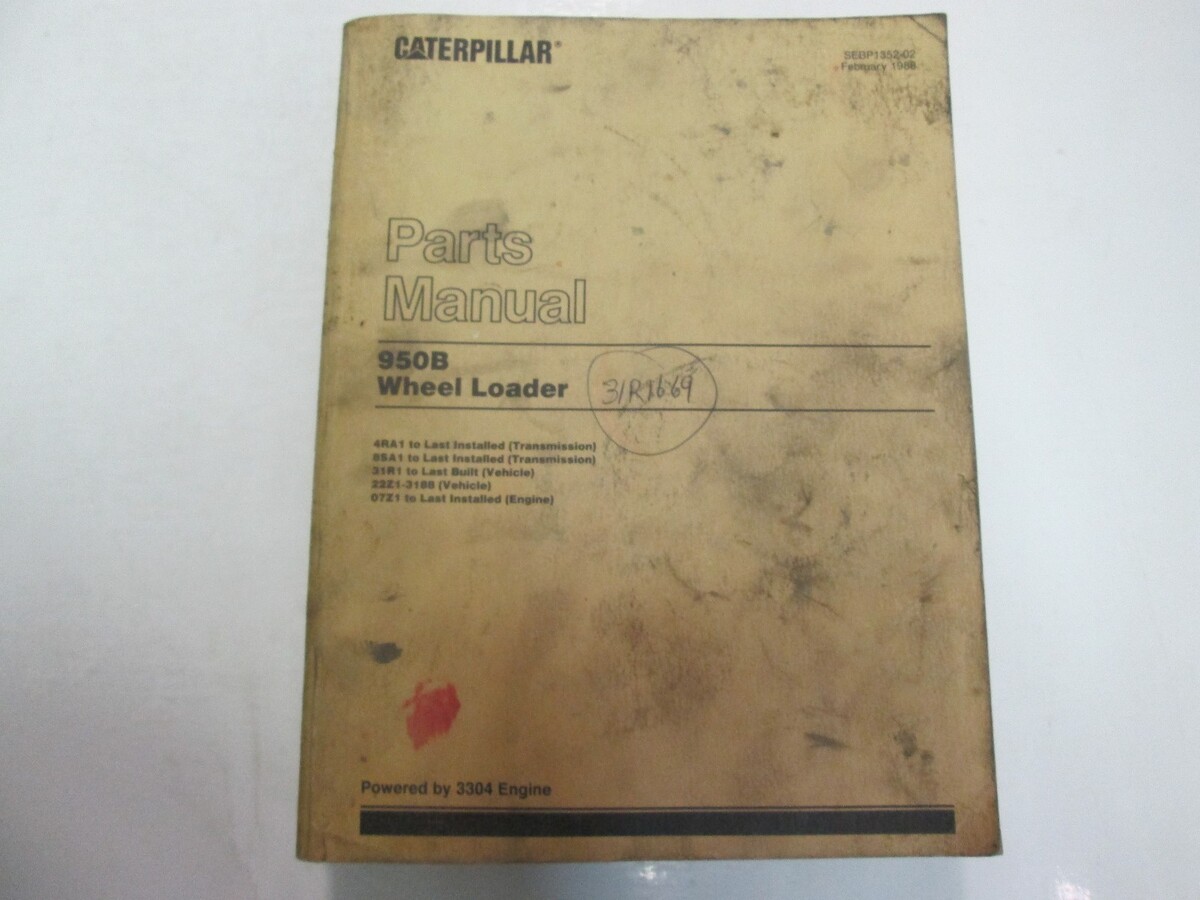 CATERPILLAR®
SEBP1352-02
February 1988
Parts
Manual
950B
Wheel Loader
4RA1 to Last Installed (Transmission)
8SA1 to Last Installed (Transmission)
31R1 to Last Built (Vehicle)
22Z1-3188 (Vehicle)
07Z1 to Last Installed (Engine)
Powered by 3304 Engine